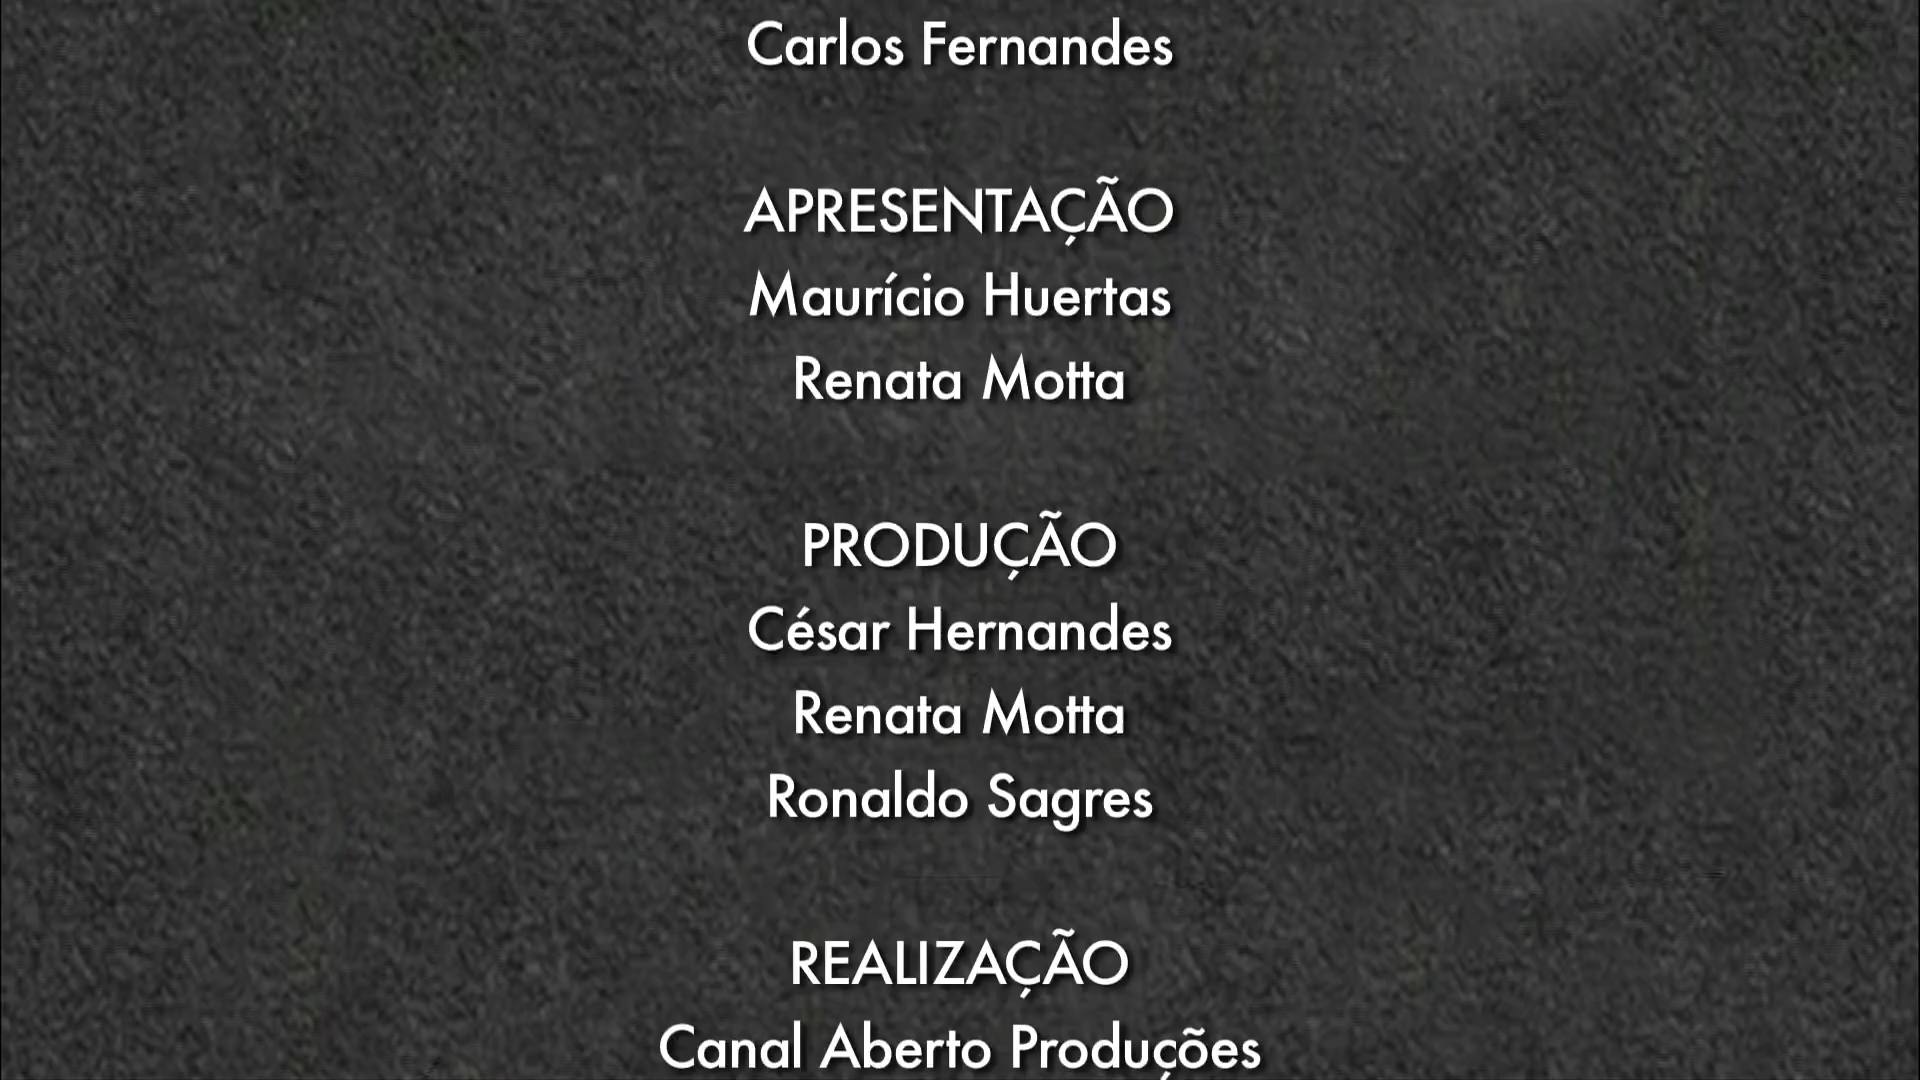 Carlos Fernandes
APRESENTAÇÃO
Maurício Huertas
Renata Motta
PRODUÇÃO
César Hernandes
Renata Motta
Ronaldo Sagres
REALIZAÇÃO
Canal Aberto Produções